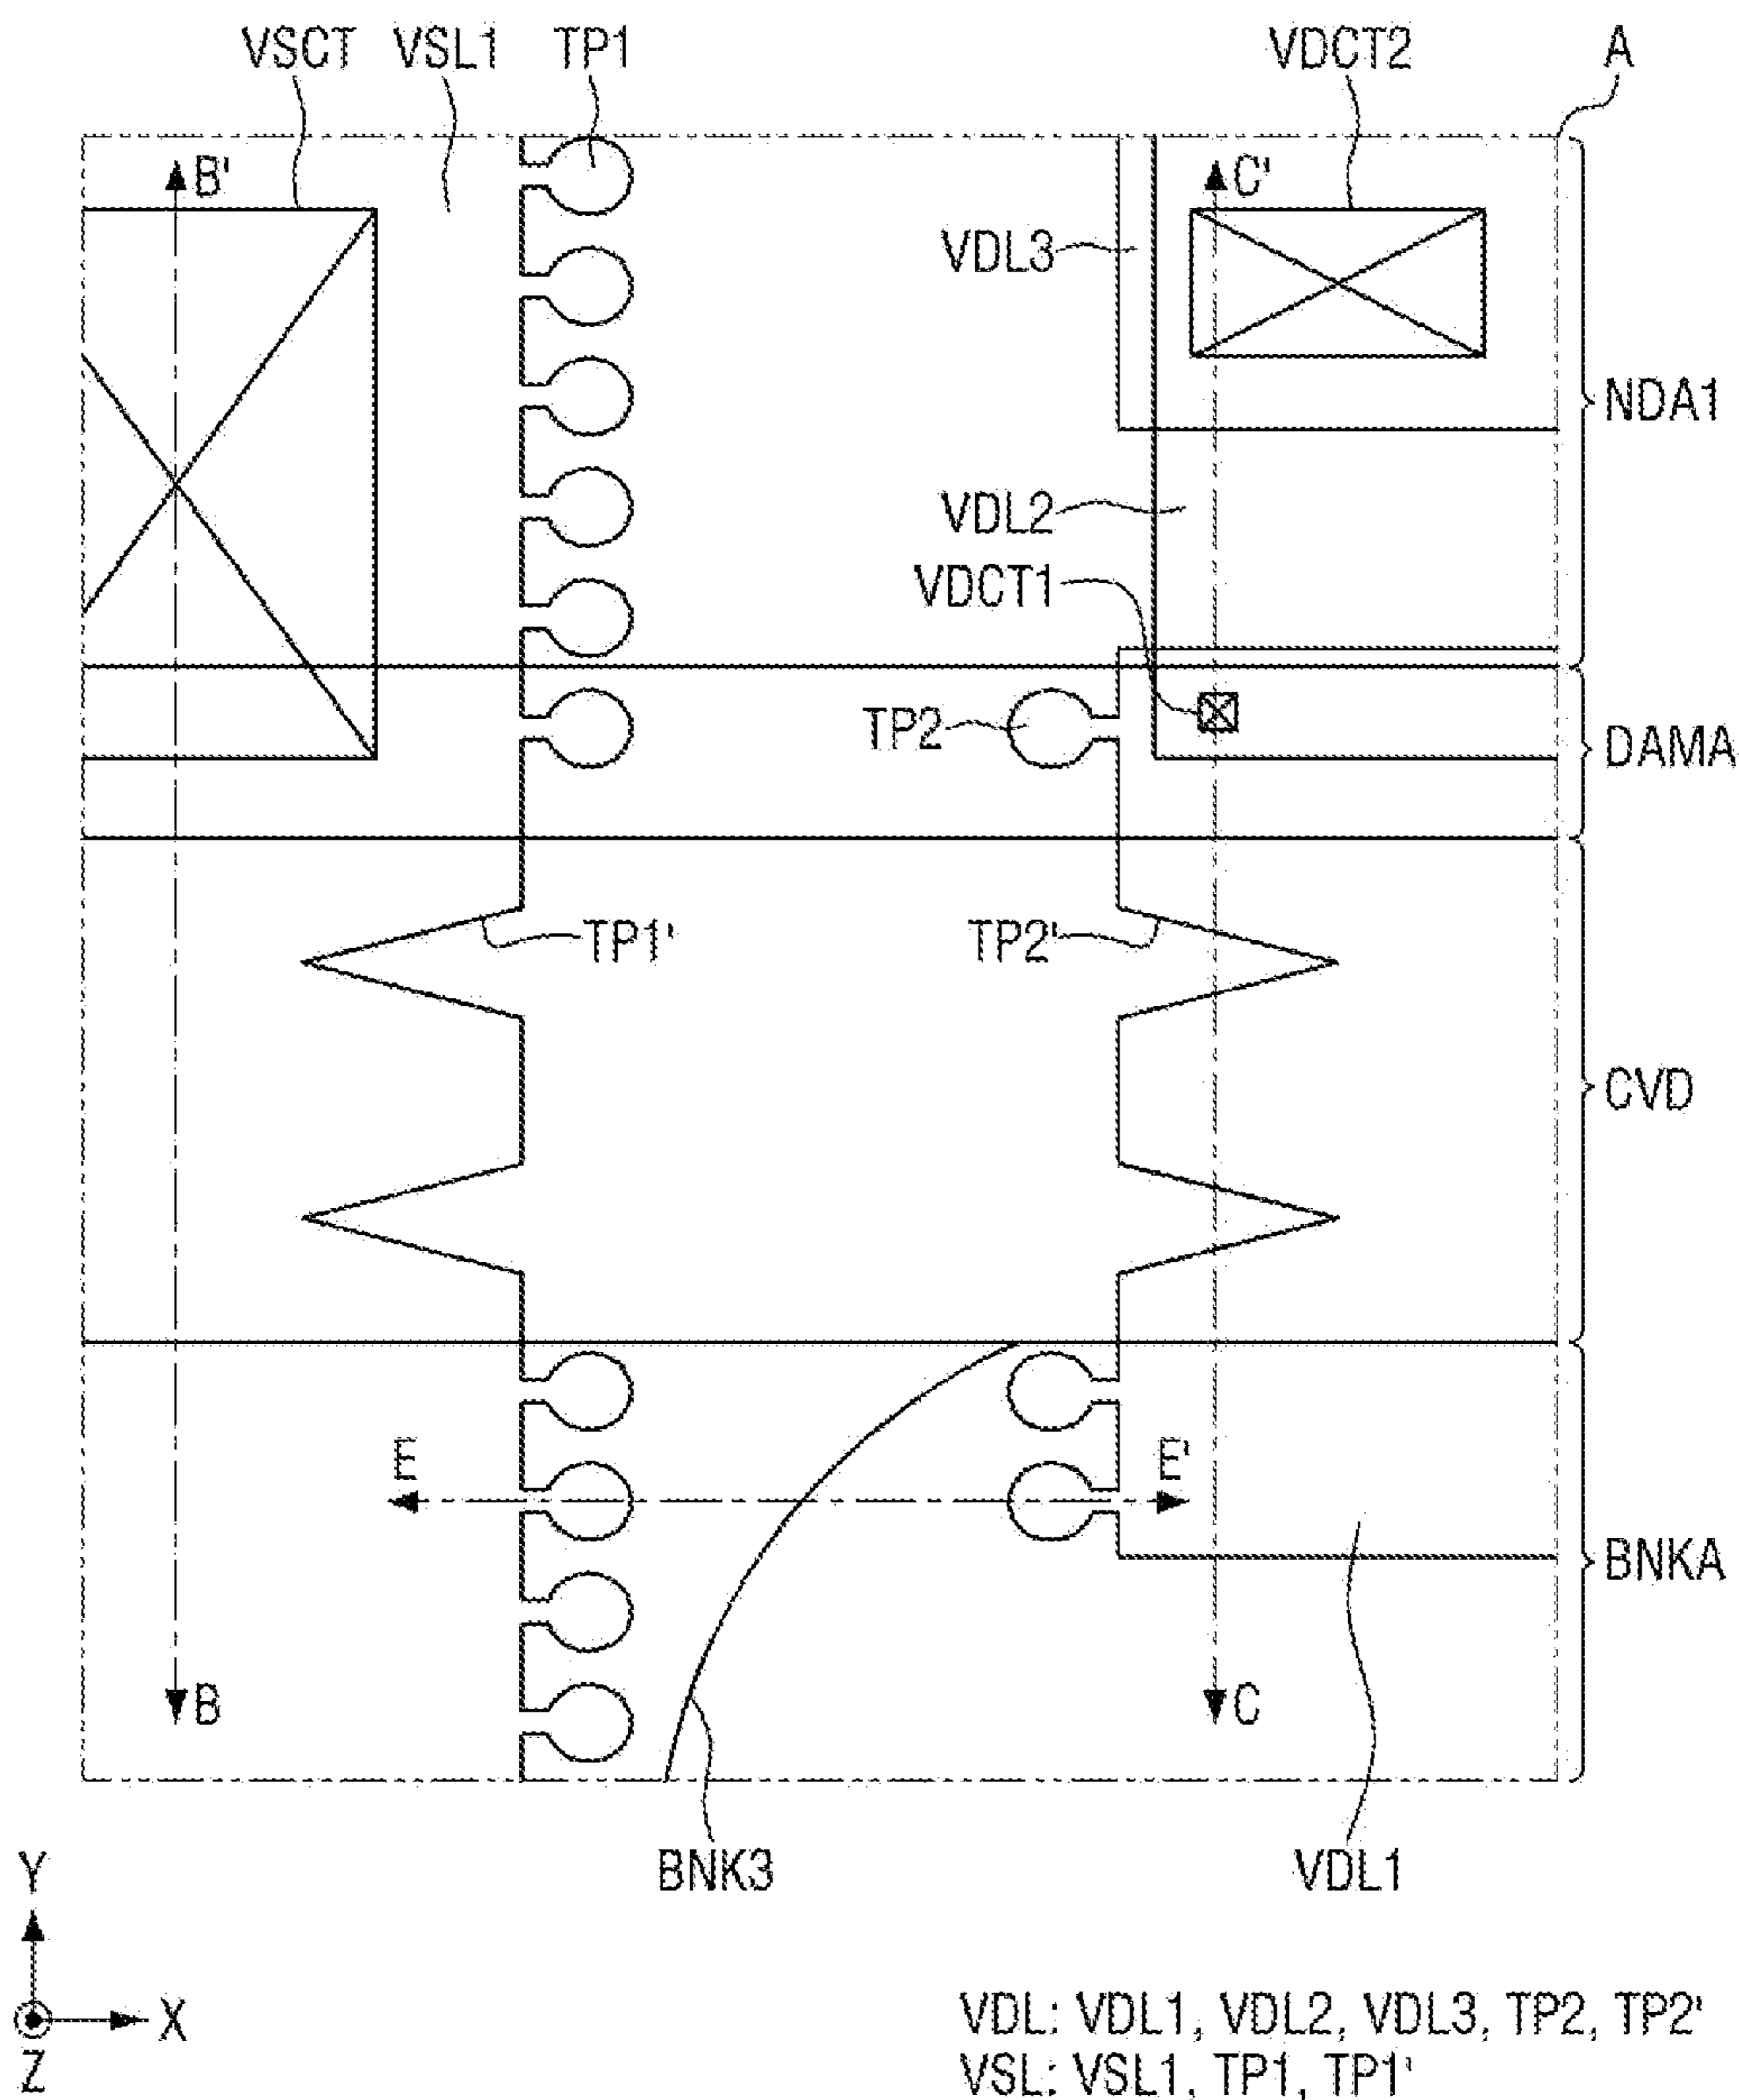 VSCT VSL1 TP1 VDCT2 A
B' C'
VDL3
NDA1
VDL2
VDCT1
TP2
DAMA
TP1' TP2'
CVD
E E'
BNKA
B C
BNK3 VDL1
Y
X
Z
VDL: VDL1, VDL2, VDL3, TP2, TP2'
VSL: VSL1, TP1, TP1'